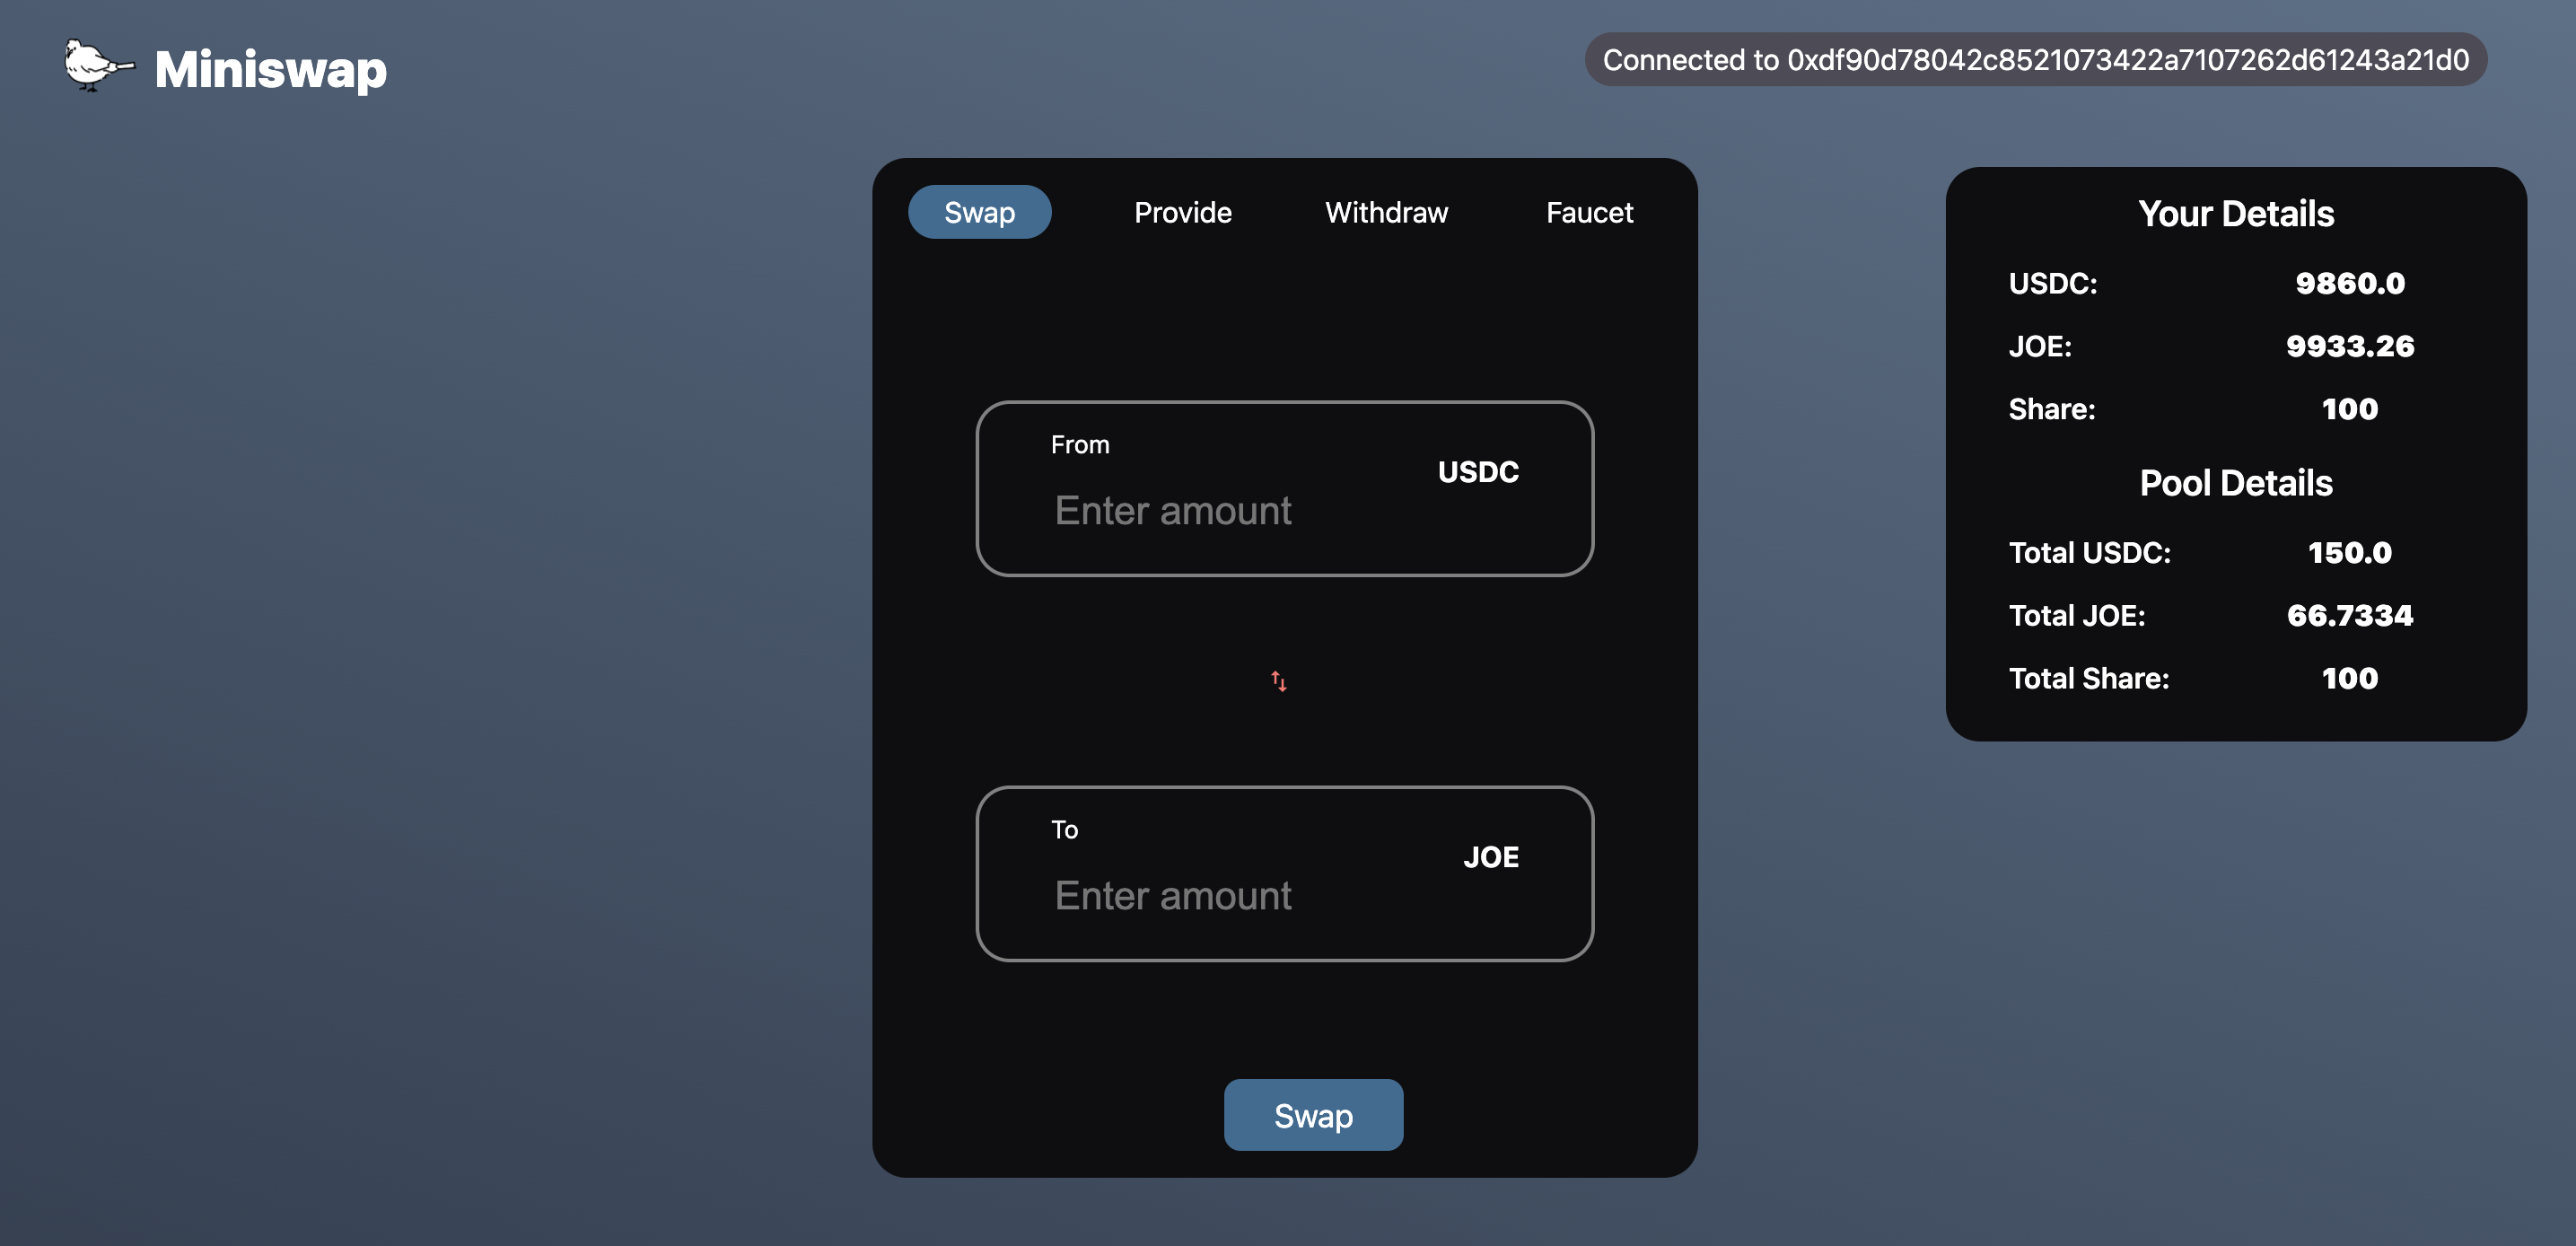 Miniswap
Connected to 0xdf90d78042c8521073422a7107262d61243a21d0
Swap
Provide
Withdraw
Faucet
From
USDC
Enter amount
To
JOE
Enter amount
Swap
Your Details
USDC: 9860.0
JOE: 9933.26
Share: 100
Pool Details
Total USDC: 150.0
Total JOE: 66.7334
Total Share: 100